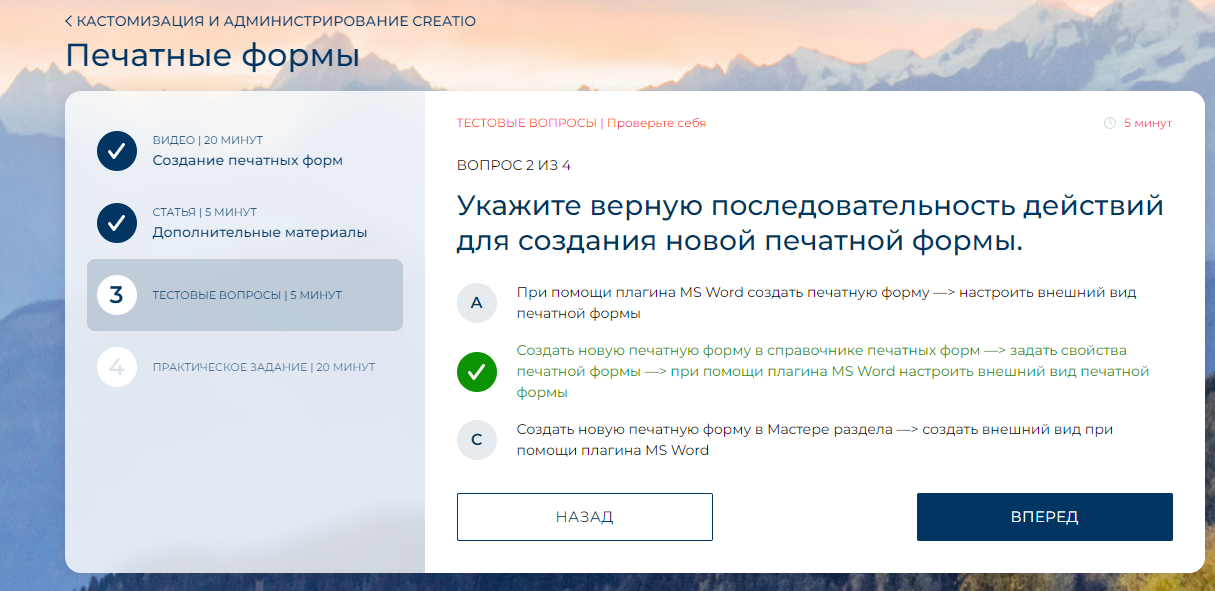 < КАСТОМИЗАЦИЯ И АДМИНИСТРИРОВАНИЕ CREATIO
Печатные формы
ВИДЕО | 20 МИНУТ
Создание печатных форм
СТАТЬЯ | 5 МИНУТ
Дополнительные материалы
3
ТЕСТОВЫЕ ВОПРОСЫ | 5 МИНУТ
4
ПРАКТИЧЕСКОЕ ЗАДАНИЕ | 20 МИНУТ
ТЕСТОВЫЕ ВОПРОСЫ | Проверьте себя
5 минут
ВОПРОС 2 ИЗ 4
Укажите верную последовательность действий
для создания новой печатной формы.
A
При помощи плагина MS Word создать печатную форму —> настроить внешний вид
печатной формы
Создать новую печатную форму в справочнике печатных форм —> задать свойства
печатной формы —> при помощи плагина MS Word настроить внешний вид печатной
формы
C
Создать новую печатную форму в Мастере раздела —> создать внешний вид при
помощи плагина MS Word
НАЗАД
ВПЕРЕД